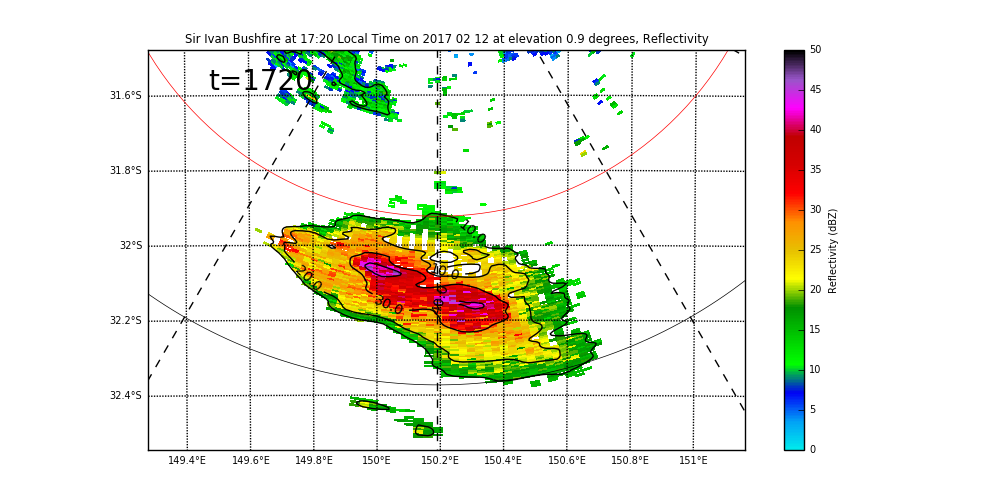 Sir Ivan Bushfire at 17:20 Local Time on 2017 02 12 at elevation 0.9 degrees, Reflectivity
t=1720
31.6°S
31.8°S
32°S
32.2°S
32.4°S
149.4°E 149.6°E 149.8°E 150°E 150.2°E 150.4°E 150.6°E 150.8°E 151°E
10.0
10.0
20.0
30.0
50
45
40
35
30
25
20
15
10
5
0
Reflectivity (dBZ)